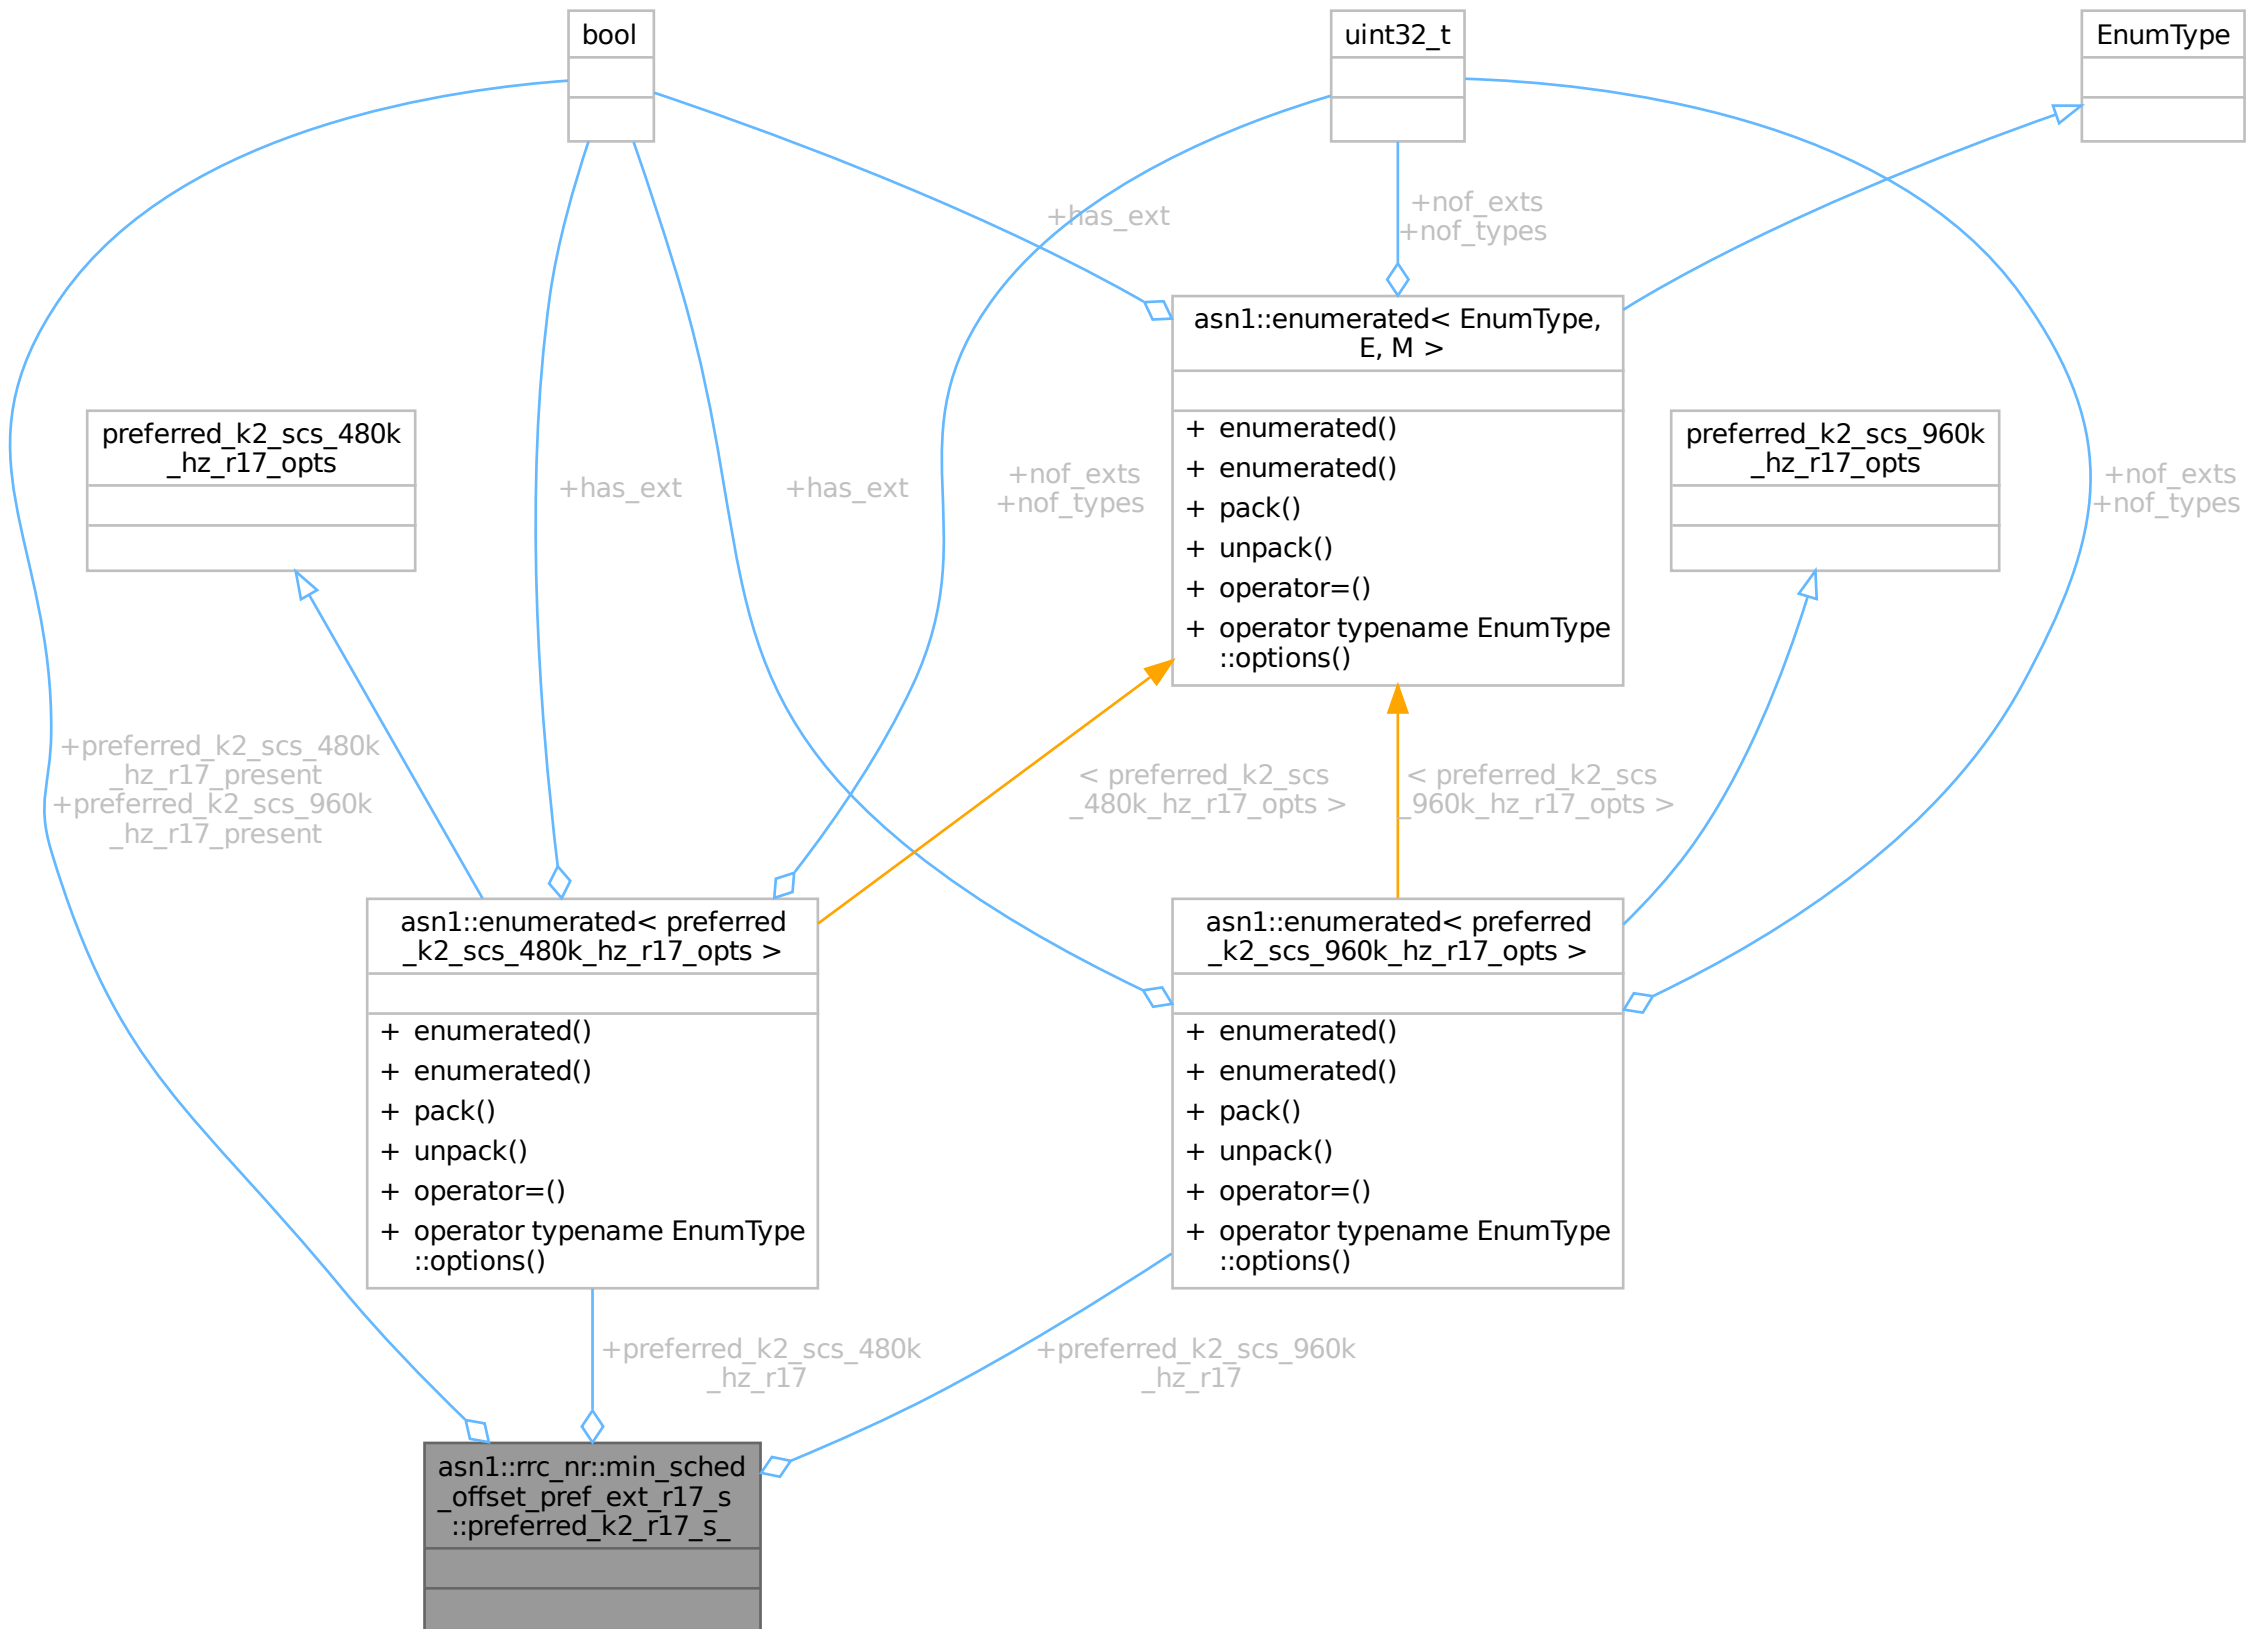 bool
uint32_t
EnumType
+has_ext
+nof_exts
+nof_types
asn1::enumerated< EnumType,
E, M >
+ enumerated()
+ enumerated()
+ pack()
+ unpack()
+ operator=()
+ operator typename EnumType
::options()
preferred_k2_scs_480k
_hz_r17_opts
preferred_k2_scs_960k
_hz_r17_opts
+has_ext
+has_ext
+nof_exts
+nof_types
+nof_exts
+nof_types
+preferred_k2_scs_480k
_hz_r17_present
+preferred_k2_scs_960k
_hz_r17_present
< preferred_k2_scs
_480k_hz_r17_opts >
< preferred_k2_scs
_960k_hz_r17_opts >
asn1::enumerated< preferred
_k2_scs_480k_hz_r17_opts >
+ enumerated()
+ enumerated()
+ pack()
+ unpack()
+ operator=()
+ operator typename EnumType
::options()
asn1::enumerated< preferred
_k2_scs_960k_hz_r17_opts >
+ enumerated()
+ enumerated()
+ pack()
+ unpack()
+ operator=()
+ operator typename EnumType
::options()
+preferred_k2_scs_480k
_hz_r17
+preferred_k2_scs_960k
_hz_r17
asn1::rrc_nr::min_sched
_offset_pref_ext_r17_s
::preferred_k2_r17_s_